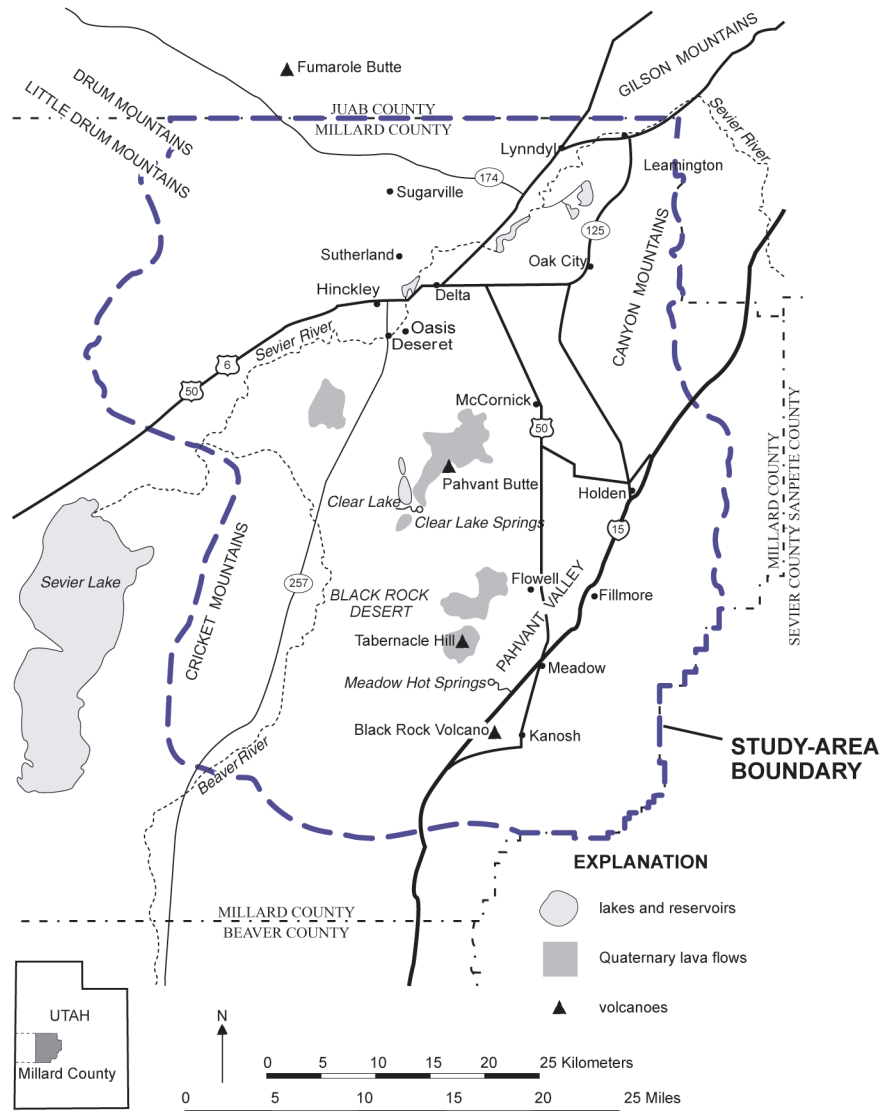 Fumarole Butte
GILSON MOUNTAINS
DRUM MOUNTAINS
LITTLE DRUM MOUNTAINS
JUAB COUNTY
MILLARD COUNTY
Sevier River
Lynndyl
Leamington
174
Sugarville
125
CANYON MOUNTAINS
Sutherland
Oak City
Hinckley
Delta
Oasis
Deseret
Sevier River
6
50
McCornick
50
Pahvant Butte
Holden
Clear Lake
Clear Lake Springs
15
MILLARD COUNTY
SEVIER COUNTY SANPETE COUNTY
Sevier Lake
CRICKET MOUNTAINS
257
BLACK ROCK
DESERT
Flowell
Fillmore
PAHVANT VALLEY
Tabernacle Hill
Meadow
Meadow Hot Springs
Black Rock Volcano
Kanosh
Beaver River
STUDY-AREA
BOUNDARY
EXPLANATION
lakes and reservoirs
Quaternary lava flows
volcanoes
MILLARD COUNTY
BEAVER COUNTY
UTAH
Millard County
N
0 5 10 15 20 25 Kilometers
0 5 10 15 20 25 Miles